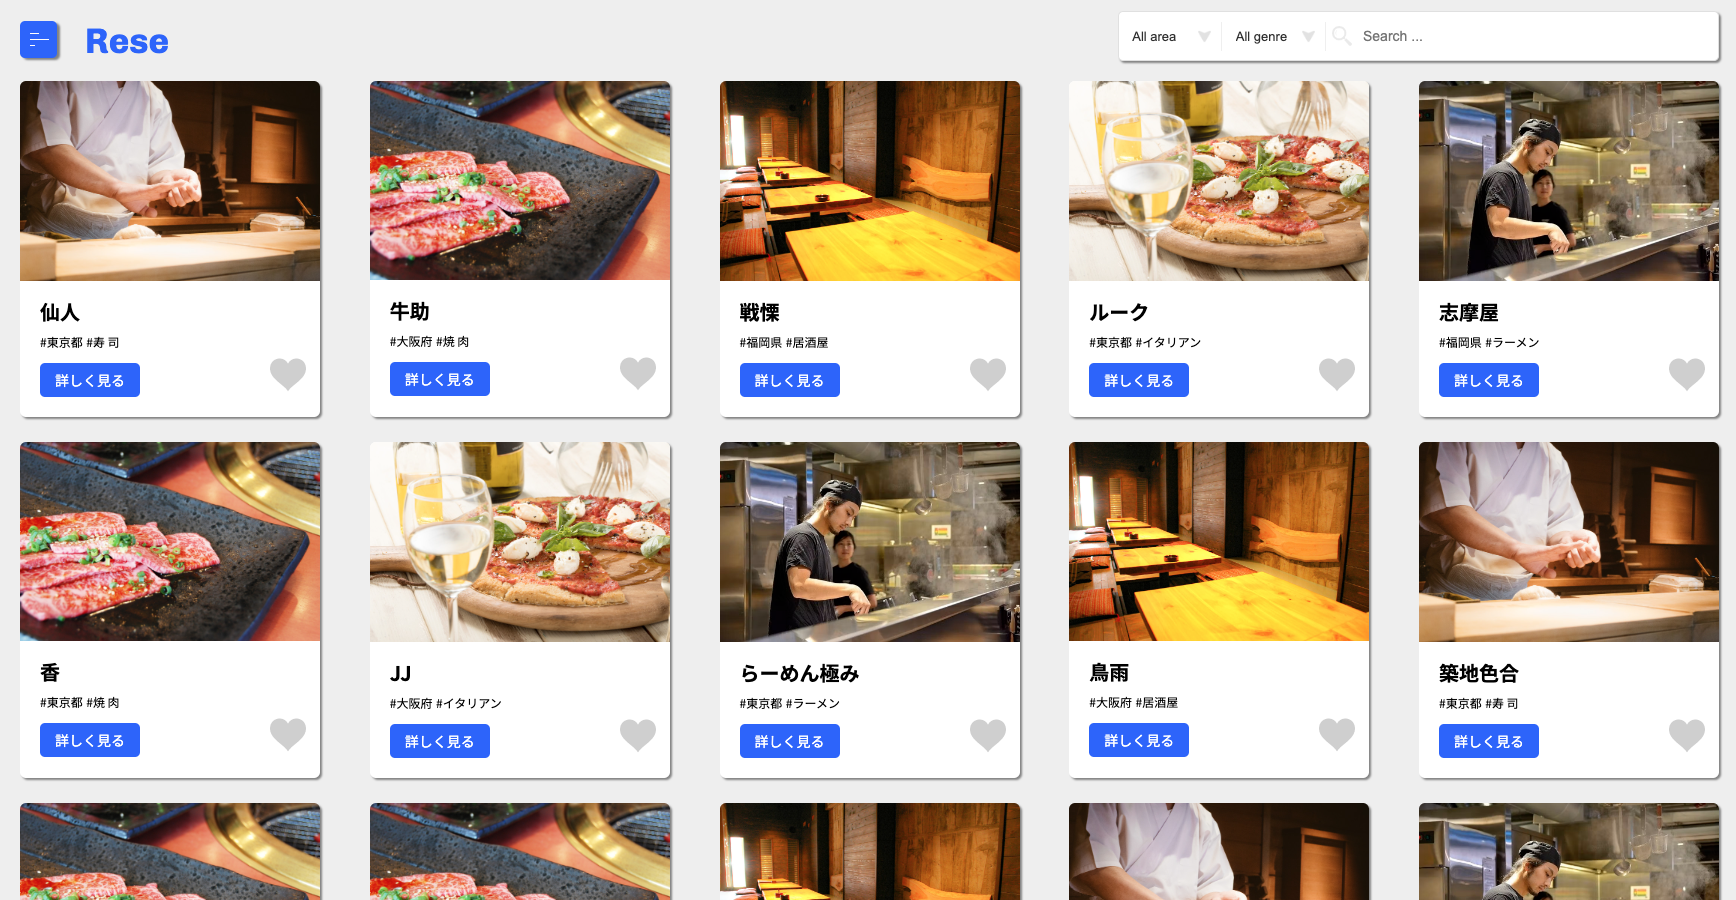 Rese
All area
All genre
Search ...
仙人
#東京都 #寿司
詳しく見る
牛助
#大阪府 #焼肉
詳しく見る
戦慄
#福岡県 #居酒屋
詳しく見る
ルーク
#東京都 #イタリアン
詳しく見る
志摩屋
#福岡県 #ラーメン
詳しく見る
香
#東京都 #焼肉
詳しく見る
JJ
#大阪府 #イタリアン
詳しく見る
らーめん極み
#東京都 #ラーメン
詳しく見る
鳥雨
#大阪府 #居酒屋
詳しく見る
築地色合
#東京都 #寿司
詳しく見る